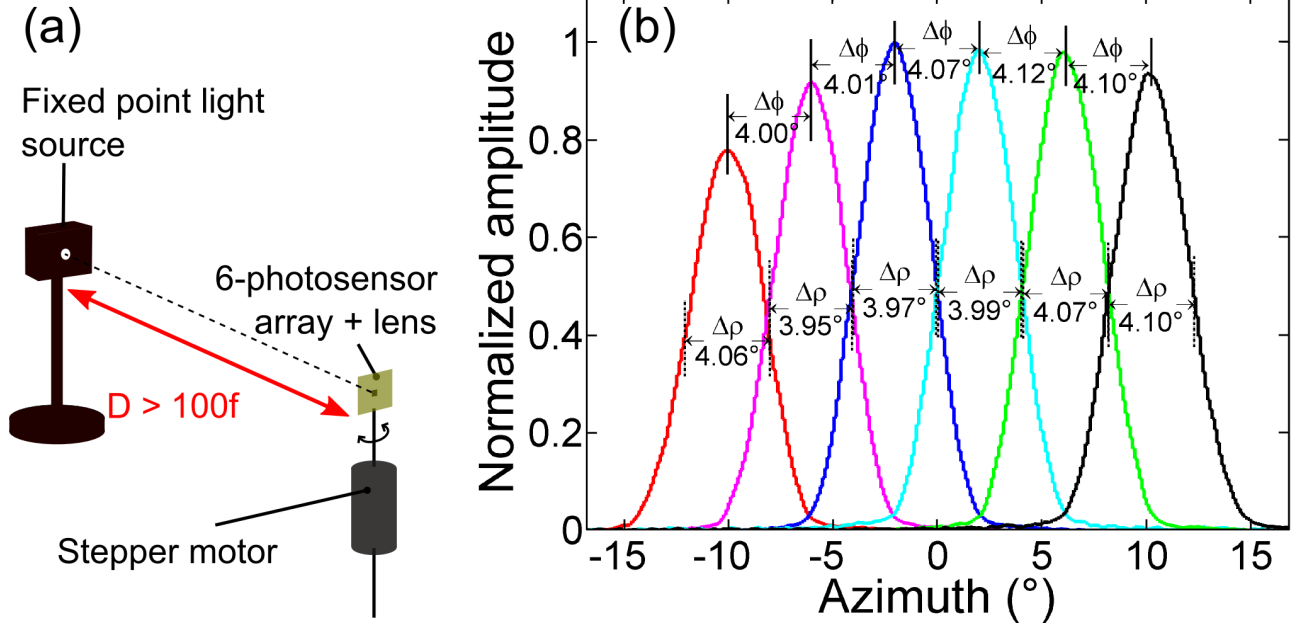 (a)
Fixed point light
source
6-photosensor
array + lens
D > 100f
Stepper motor
(b)
Normalized amplitude
1
0.8
0.6
0.4
0.2
0
Δϕ
4.00°
Δϕ
4.01°
Δϕ
4.07°
Δϕ
4.12°
Δϕ
4.10°
Δρ
4.06°
Δρ
3.95°
Δρ
3.97°
Δρ
3.99°
Δρ
4.07°
Δρ
4.10°
-15 -10 -5 0 5 10 15
Azimuth (°)